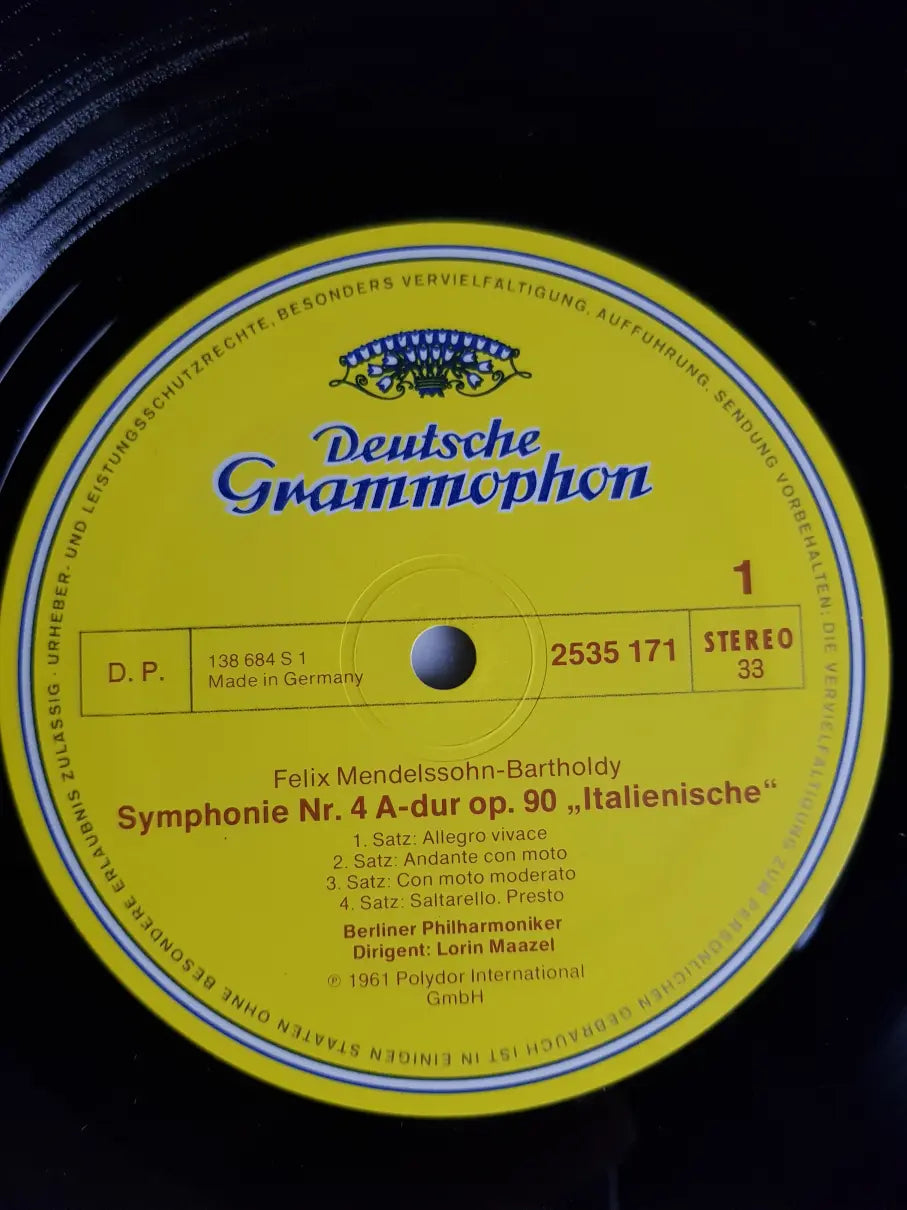 Deutsche
Grammophon
1
D. P.
138 684 S 1
Made in Germany
2535 171
STEREO
33
Felix Mendelssohn-Bartholdy
Symphonie Nr. 4 A-dur op. 90 „Italienische“
1. Satz: Allegro vivace
2. Satz: Andante con moto
3. Satz: Con moto moderato
4. Satz: Saltarello. Presto
Berliner Philharmoniker
Dirigent: Lorin Maazel
℗ 1961 Polydor International
GmbH
URHEBER- UND LEISTUNGSSCHUTZRECHTE, BESONDERS VERVIELFÄLTIGUNG, AUFFÜHRUNG, SENDUNG VORBEHALTEN: DIE VERVIELFÄLTIGUNG ZUM PERSÖNLICHEN GEBRAUCH IST IN EINIGEN STAATEN OHNE BESONDERE ERLAUBNIS ZULÄSSIG ·